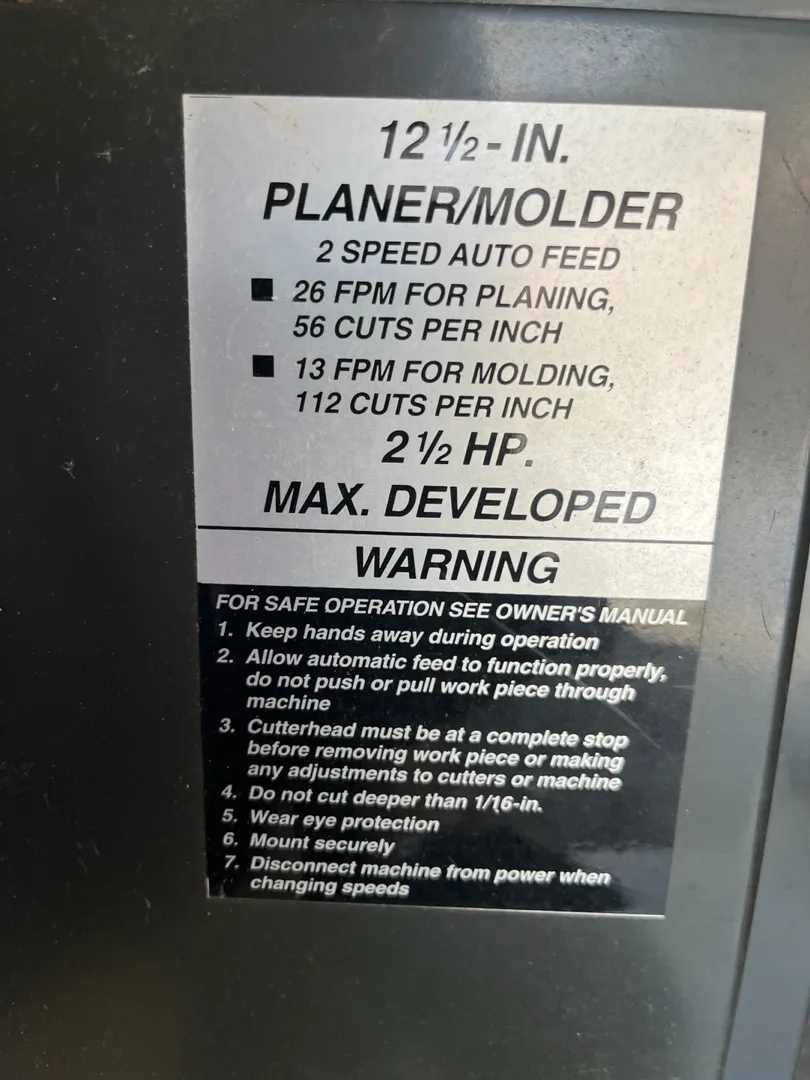 12 1/2 - IN.
PLANER/MOLDER
2 SPEED AUTO FEED
■ 26 FPM FOR PLANING,
56 CUTS PER INCH
■ 13 FPM FOR MOLDING,
112 CUTS PER INCH
2 1/2 HP.
MAX. DEVELOPED
WARNING
FOR SAFE OPERATION SEE OWNER'S MANUAL
1. Keep hands away during operation
2. Allow automatic feed to function properly,
do not push or pull work piece through
machine
3. Cutterhead must be at a complete stop
before removing work piece or making
any adjustments to cutters or machine
4. Do not cut deeper than 1/16-in.
5. Wear eye protection
6. Mount securely
7. Disconnect machine from power when
changing speeds